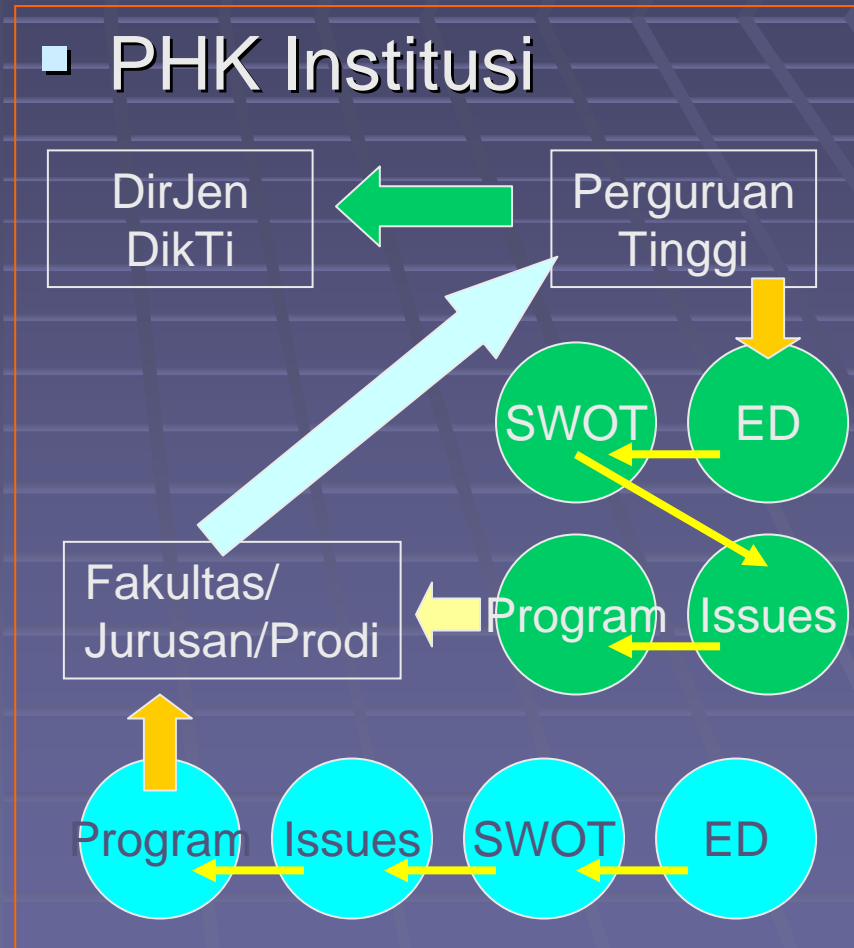 PHK Institusi
DirJen
DikTi
Perguruan
Tinggi
SWOT
ED
Program
Issues
Fakultas/
Jurusan/Prodi
Program
Issues
SWOT
ED